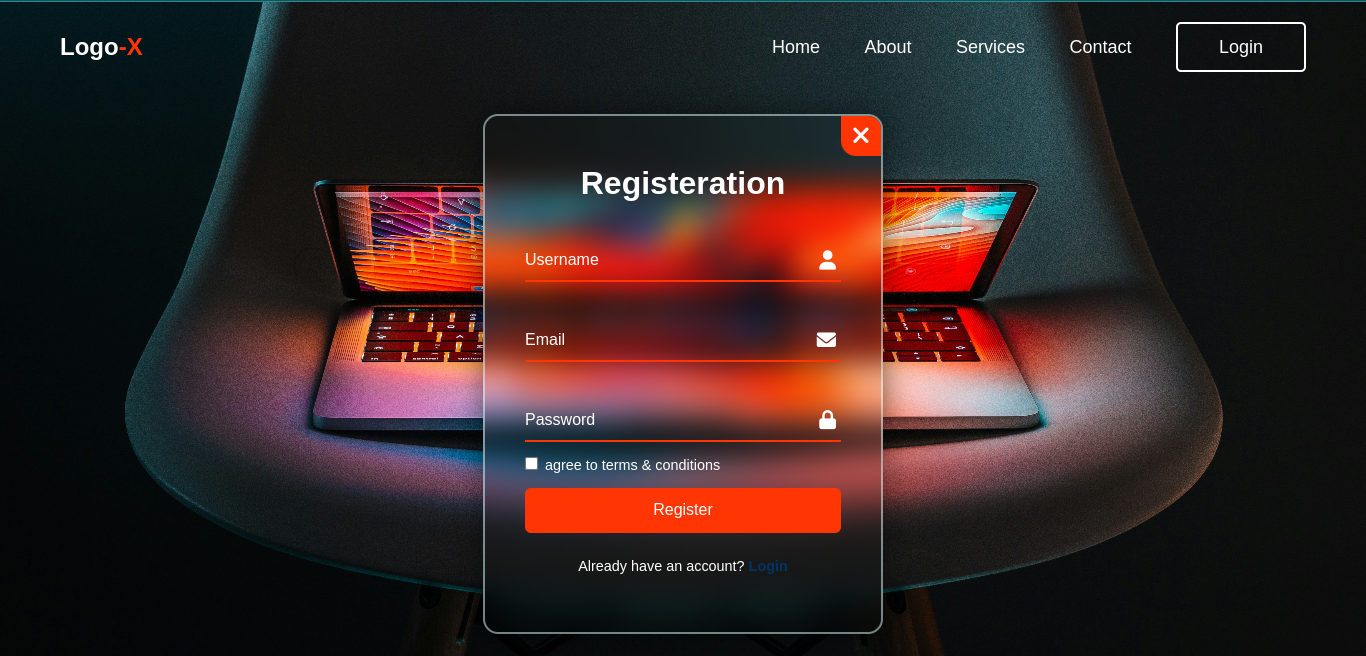 Logo-X
Home About Services Contact Login
Registeration
Username
Email
Password
agree to terms & conditions
Register
Already have an account? Login